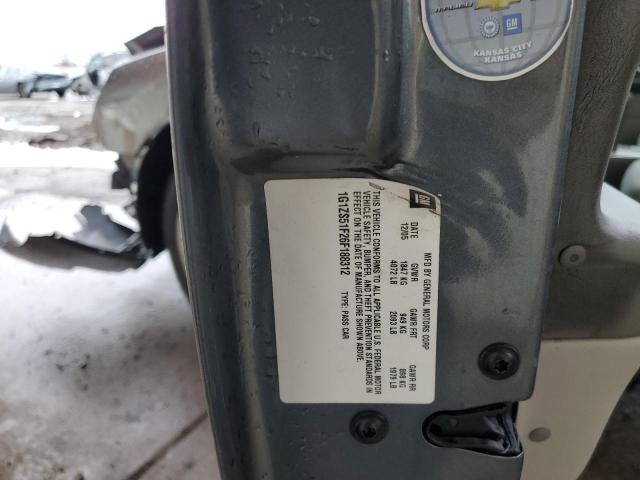 MALIBU
GM
KANSAS CITY
KANSAS
GM
MFD BY GENERAL MOTORS CORP
DATE GVWR GAWR FRT GAWR RR
12/05 1847 KG 949 KG 898 KG
4072 LB 2093 LB 1979 LB
THIS VEHICLE CONFORMS TO ALL APPLICABLE U.S. FEDERAL MOTOR
VEHICLE SAFETY, BUMPER, AND THEFT PREVENTION STANDARDS IN
EFFECT ON THE DATE OF MANUFACTURE SHOWN ABOVE.
1G1ZS51F26F188312 TYPE: PASS CAR